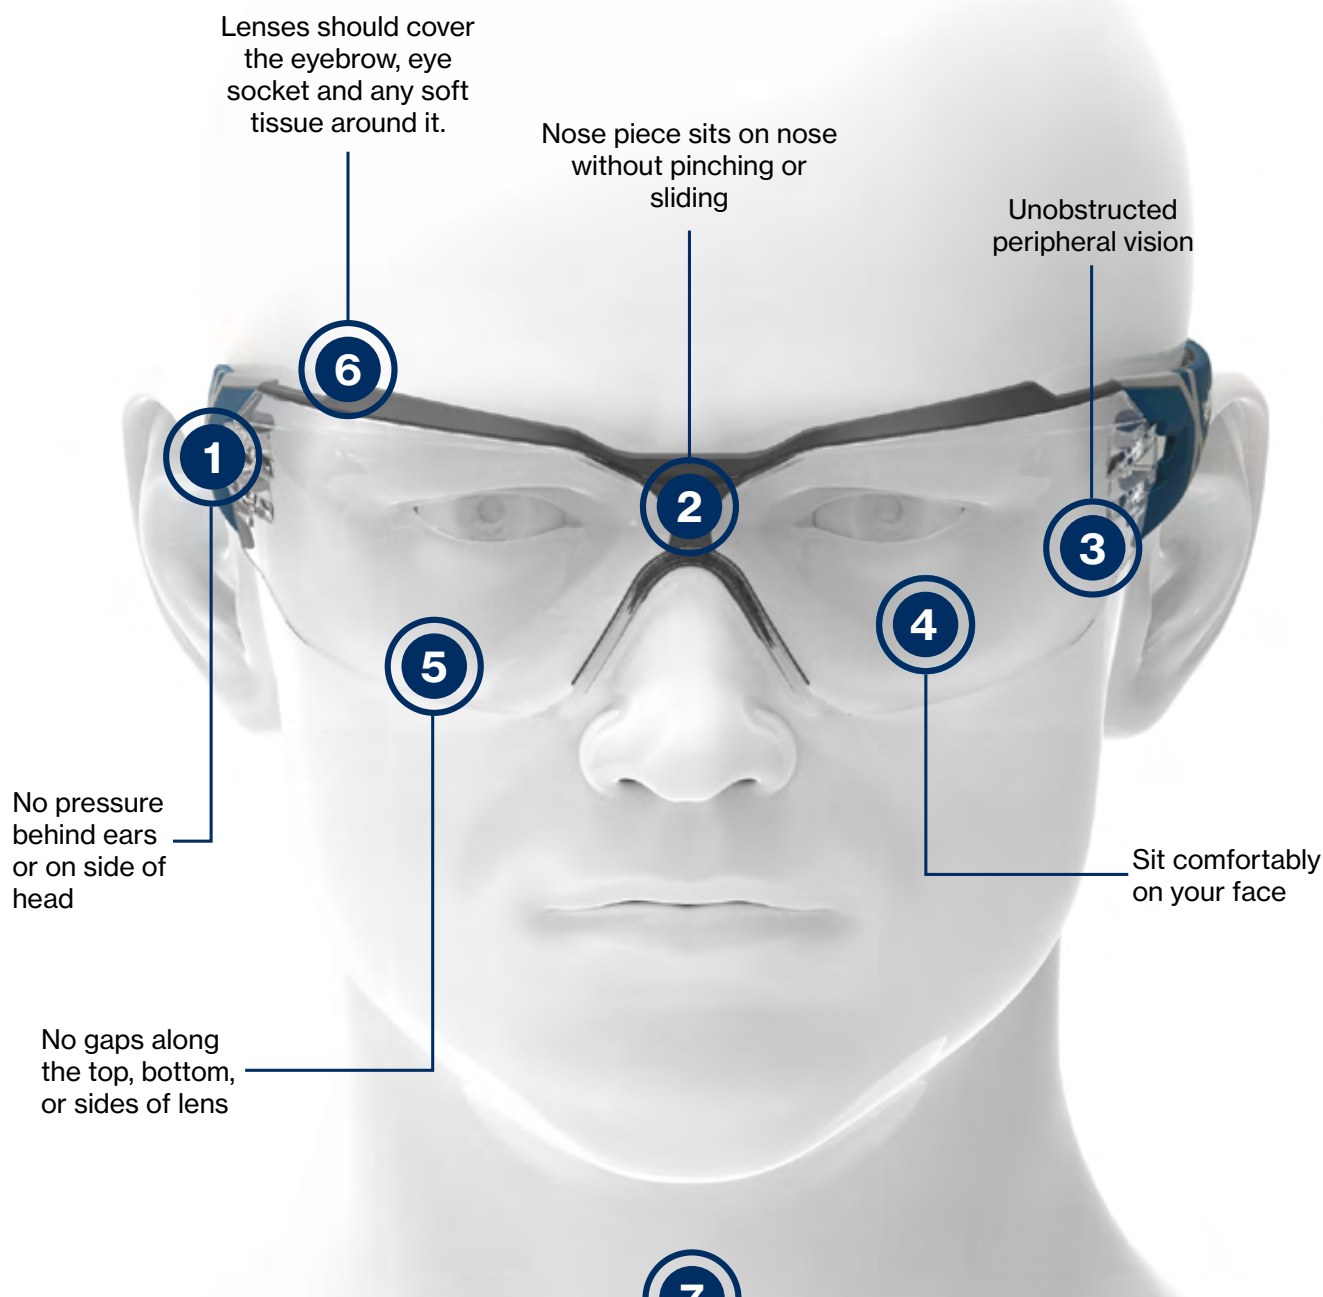 Lenses should cover
the eyebrow, eye
socket and any soft
tissue around it.
Nose piece sits on nose
without pinching or
sliding
Unobstructed
peripheral vision
6
1
2
3
4
5
No pressure
behind ears
or on side of
head
Sit comfortably
on your face
No gaps along
the top, bottom,
or sides of lens
7